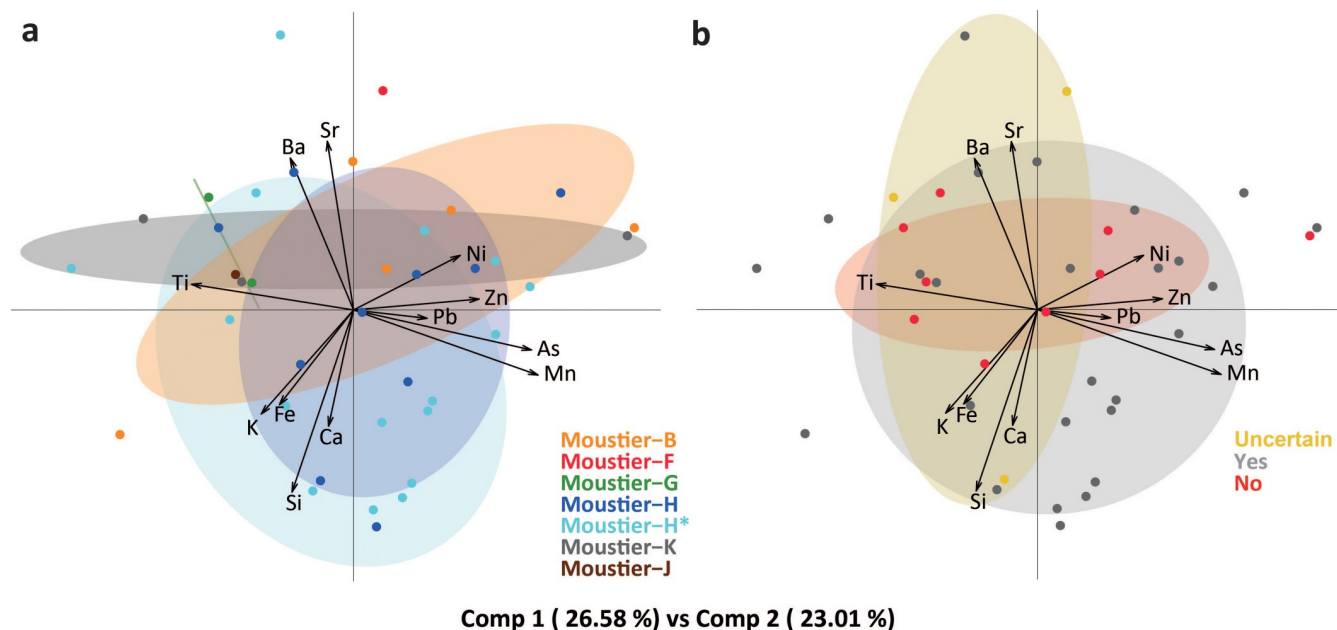 a
Sr
Ba
Ni
Ti
Zn
Pb
As
Mn
Fe
K
Ca
Si
Moustier−B
Moustier−F
Moustier−G
Moustier−H
Moustier−H*
Moustier−K
Moustier−J
b
Sr
Ba
Ni
Ti
Zn
Pb
As
Mn
Fe
K
Ca
Si
Uncertain
Yes
No
Comp 1 ( 26.58 %) vs Comp 2 ( 23.01 %)